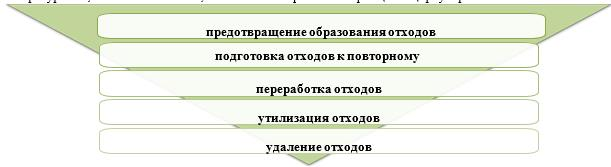 предотвращение образования отходов
подготовка отходов к повторному
переработка отходов
утилизация отходов
удаление отходов